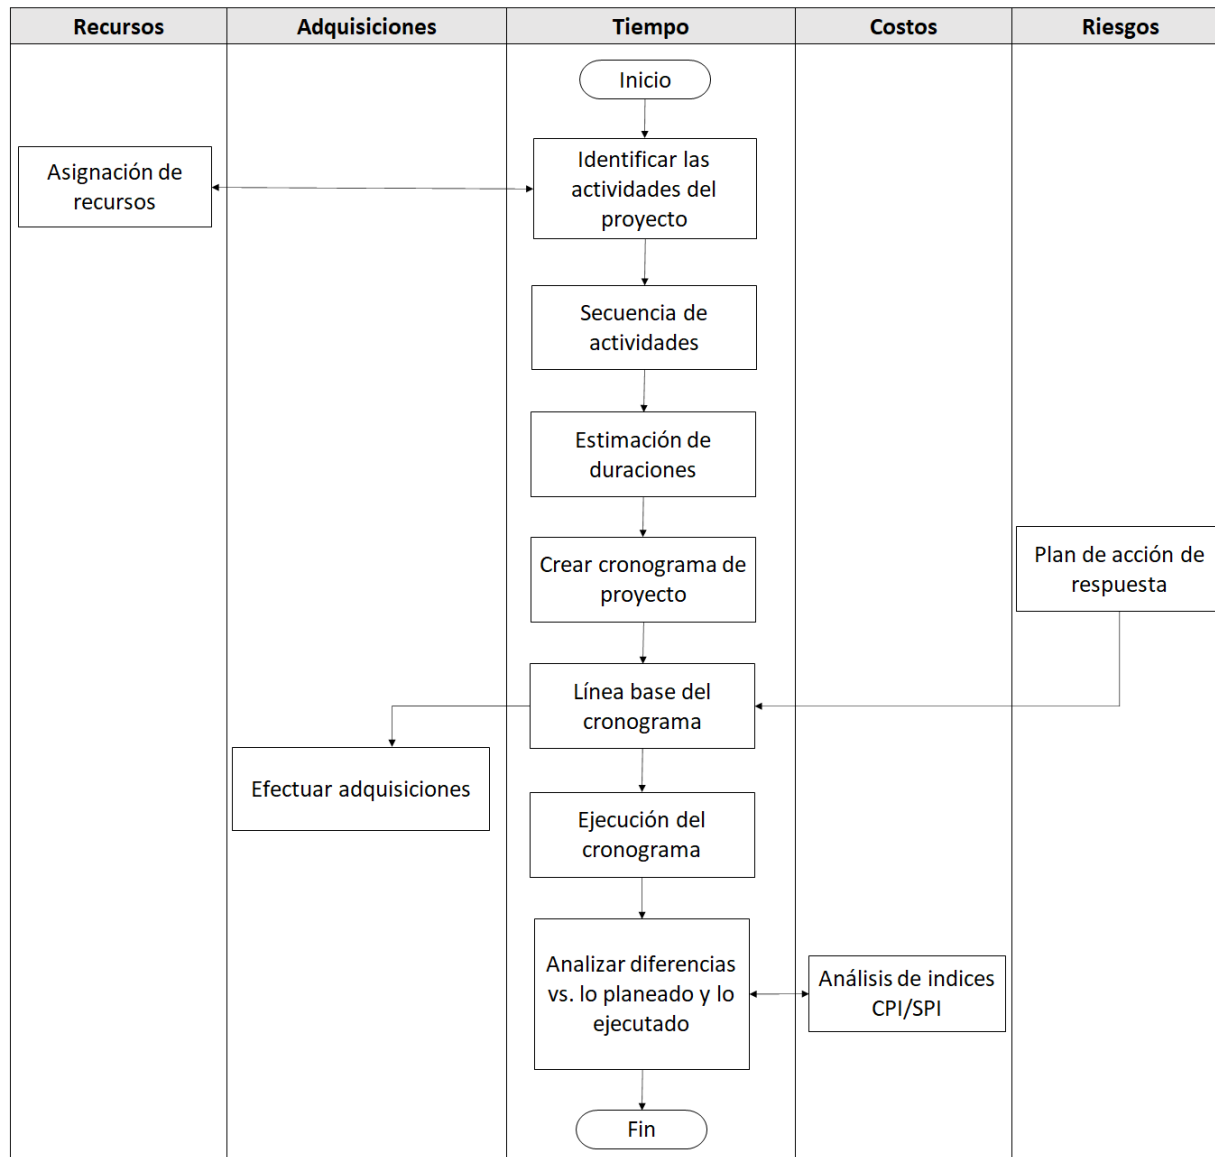 Recursos
Adquisiciones
Tiempo
Costos
Riesgos
Inicio
Asignación de
recursos
Identificar las
actividades del
proyecto
Secuencia de
actividades
Estimación de
duraciones
Crear cronograma de
proyecto
Plan de acción de
respuesta
Línea base del
cronograma
Efectuar adquisiciones
Ejecución del
cronograma
Analizar diferencias
vs. lo planeado y lo
ejecutado
Análisis de indices
CPI/SPI
Fin